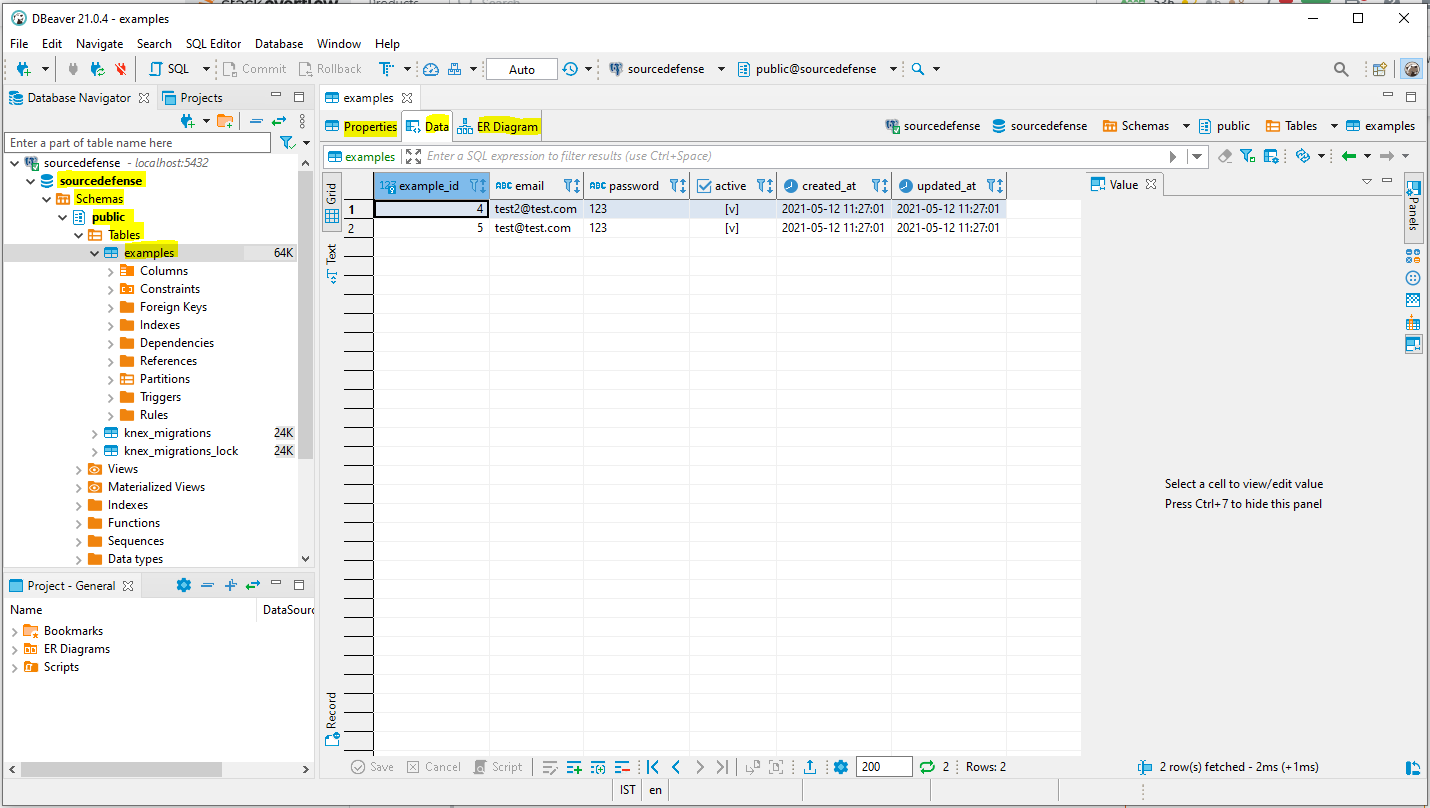 stackoverflow Products Search
DBeaver 21.0.4 - examples
File Edit Navigate Search SQL Editor Database Window Help
SQL Commit Rollback Auto sourcedefense public@sourcedefense
Database Navigator Projects
Enter a part of table name here
sourcedefense - localhost:5432
sourcedefense
Schemas
public
Tables
examples 64K
Columns
Constraints
Foreign Keys
Indexes
Dependencies
References
Partitions
Triggers
Rules
knex_migrations 24K
knex_migrations_lock 24K
Views
Materialized Views
Indexes
Functions
Sequences
Data types
Project - General
Name DataSourc
Bookmarks
ER Diagrams
Scripts
examples
Properties Data ER Diagram sourcedefense sourcedefense Schemas public Tables examples
examples Enter a SQL expression to filter results (use Ctrl+Space)
Grid
Text
Record
123 example_id ABC email ABC password active created_at updated_at
1 4 test2@test.com 123 [v] 2021-05-12 11:27:01 2021-05-12 11:27:01
2 5 test@test.com 123 [v] 2021-05-12 11:27:01 2021-05-12 11:27:01
Value
Panels
Select a cell to view/edit value
Press Ctrl+7 to hide this panel
Save Cancel Script 200 2 Rows: 2 2 row(s) fetched - 2ms (+1ms)
IST en